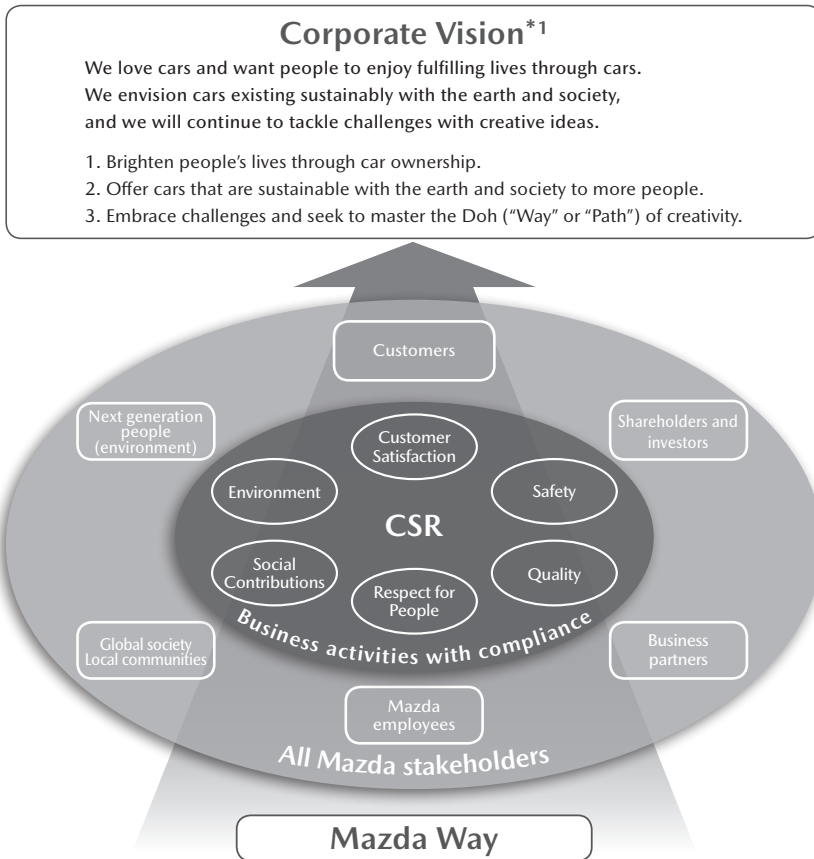 Corporate Vision*1
We love cars and want people to enjoy fulfilling lives through cars.
We envision cars existing sustainably with the earth and society,
and we will continue to tackle challenges with creative ideas.
1. Brighten people’s lives through car ownership.
2. Offer cars that are sustainable with the earth and society to more people.
3. Embrace challenges and seek to master the Doh (“Way” or “Path”) of creativity.
Customers
Next generation
people
(environment)
Shareholders and
investors
Customer
Satisfaction
Environment
Safety
CSR
Social
Contributions
Respect for
People
Quality
Business activities with compliance
Global society
Local communities
Business
partners
Mazda
employees
All Mazda stakeholders
Mazda Way